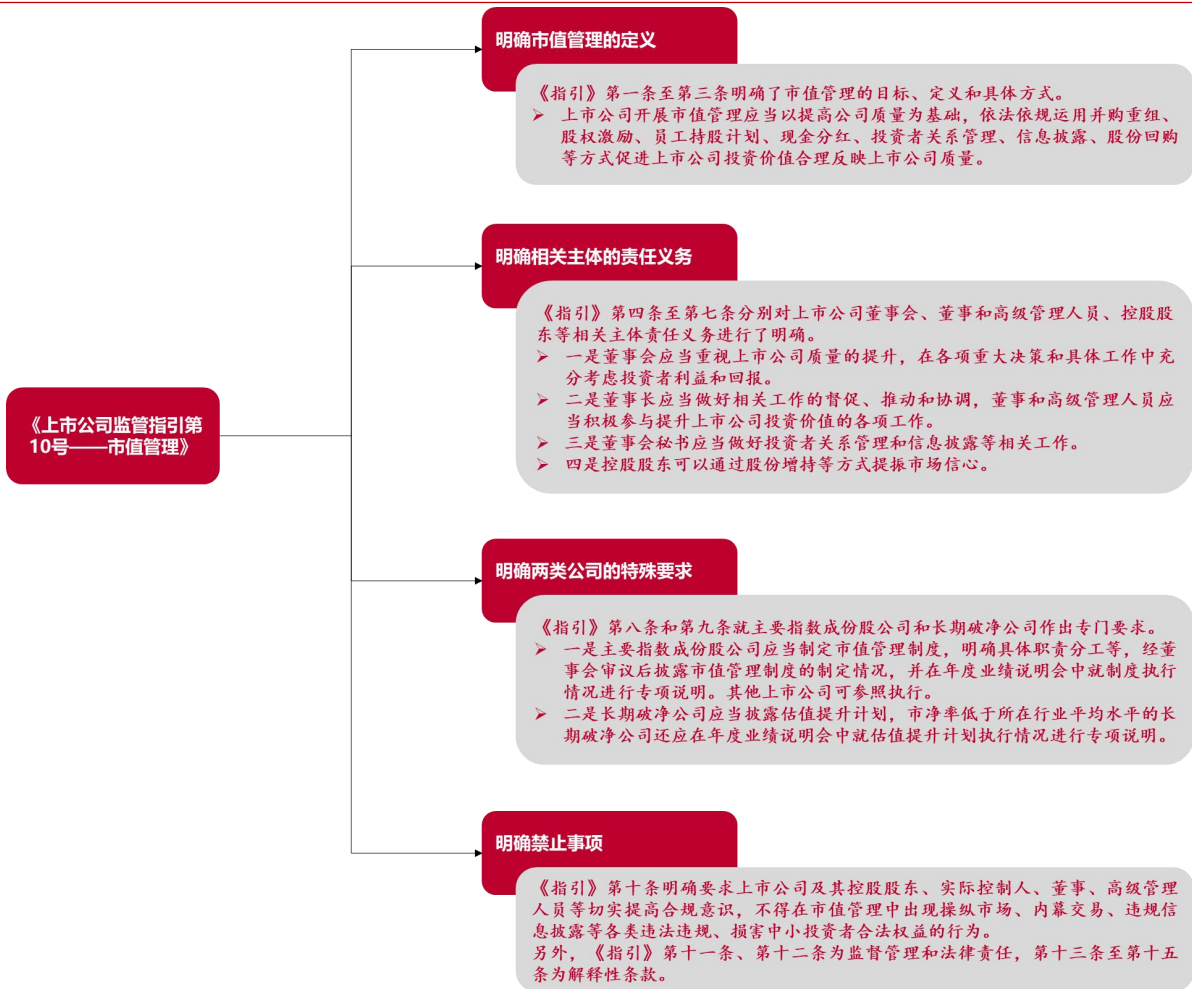 明确市值管理的定义
《指引》第一条至第三条明确了市值管理的目标、定义和具体方式。
➢ 上市公司开展市值管理应当以提高公司质量为基础，依法依规运用并购重组、
股权激励、员工持股计划、现金分红、投资者关系管理、信息披露、股份回购
等方式促进上市公司投资价值合理反映上市公司质量。
明确相关主体的责任义务
《指引》第四条至第七条分别对上市公司董事会、董事和高级管理人员、控股股
东等相关主体责任义务进行了明确。
➢ 一是董事会应当重视上市公司质量的提升，在各项重大决策和具体工作中充
分考虑投资者利益和回报。
➢ 二是董事长应当做好相关工作的督促、推动和协调，董事和高级管理人员应
当积极参与提升上市公司投资价值的各项工作。
➢ 三是董事会秘书应当做好投资者关系管理和信息披露等相关工作。
➢ 四是控股股东可以通过股份增持等方式提振市场信心。
《上市公司监管指引第
10号——市值管理》
明确两类公司的特殊要求
《指引》第八条和第九条就主要指数成份股公司和长期破净公司作出专门要求。
➢ 一是主要指数成份股公司应当制定市值管理制度，明确具体职责分工等，经董
事会审议后披露市值管理制度的制定情况，并在年度业绩说明会中就制度执行
情况进行专项说明。其他上市公司可参照执行。
➢ 二是长期破净公司应当披露估值提升计划，市净率低于所在行业平均水平的长
期破净公司还应在年度业绩说明会中就估值提升计划执行情况进行专项说明。
明确禁止事项
《指引》第十条明确要求上市公司及其控股股东、实际控制人、董事、高级管理
人员等切实提高合规意识，不得在市值管理中出现操纵市场、内幕交易、违规信
息披露等各类违法违规、损害中小投资者合法权益的行为。
另外，《指引》第十一条、第十二条为监督管理和法律责任，第十三条至第十五
条为解释性条款。